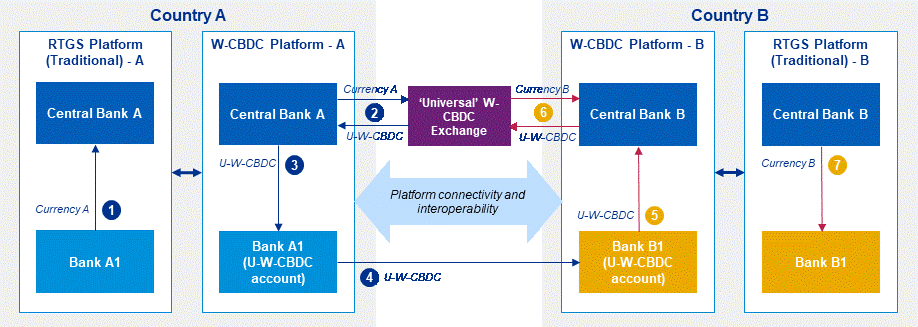 Country A
Country B
RTGS Platform
(Traditional) - A
W-CBDC Platform - A
W-CBDC Platform - B
RTGS Platform
(Traditional) - B
Central Bank A
Central Bank A
Currency A
2
U-W-CBDC
‘Universal’ W-
CBDC
Exchange
Currency B
6
U-W-CBDC
Central Bank B
Central Bank B
U-W-CBDC
3
Currency B
7
Platform connectivity and
interoperability
Currency A
1
U-W-CBDC
5
Bank A1
Bank A1
(U-W-CBDC
account)
4
U-W-CBDC
Bank B1
(U-W-CBDC
account)
Bank B1